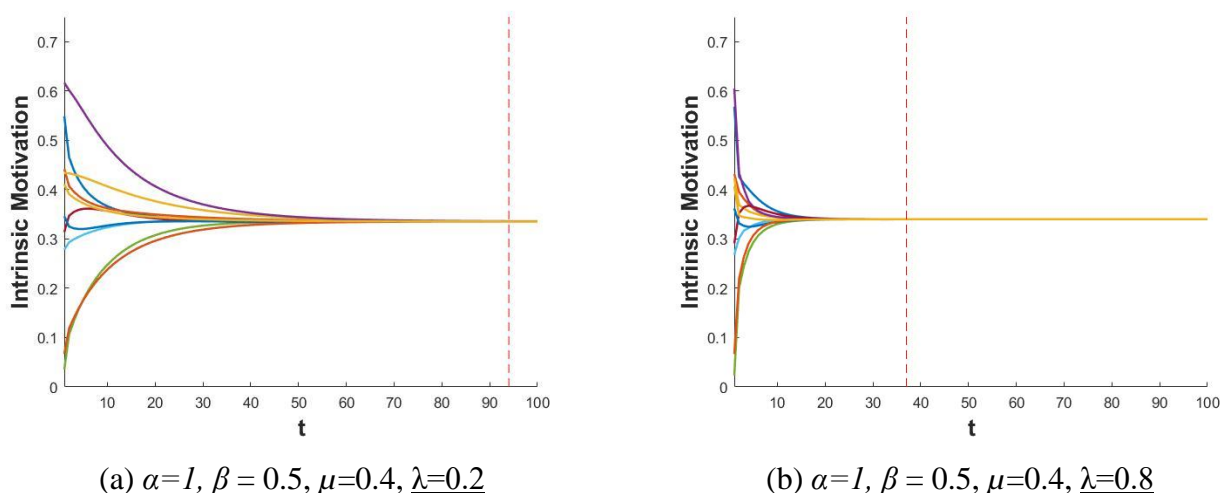 0.7
0.6
0.5
0.4
0.3
0.2
0.1
0
Intrinsic Motivation
10 20 30 40 50 60 70 80 90 100
t
(a) α=1, β = 0.5, μ=0.4, λ=0.2
0.7
0.6
0.5
0.4
0.3
0.2
0.1
0
Intrinsic Motivation
10 20 30 40 50 60 70 80 90 100
t
(b) α=1, β = 0.5, μ=0.4, λ=0.8